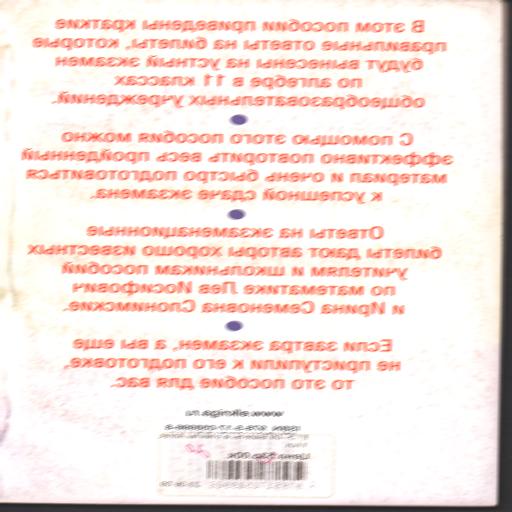 В этом пособии приведены краткие
правильные ответы на билеты, которые
будут вынесены на устный экзамен
по алгебре в 11 классах
общеобразовательных учреждений.
С помощью этого пособия можно
эффективно повторить весь пройденный
материал и очень быстро подготовиться
к успешной сдаче экзамена.
Ответы на экзаменационные
билеты дают авторы хорошо известных
учителям и школьникам пособий
по математике Лев Иосифович
и Ирина Семеновна Слонимские.
Если завтра экзамен, а вы еще
не приступили к его подготовке,
то это пособие для вас.
www.elkniga.ru